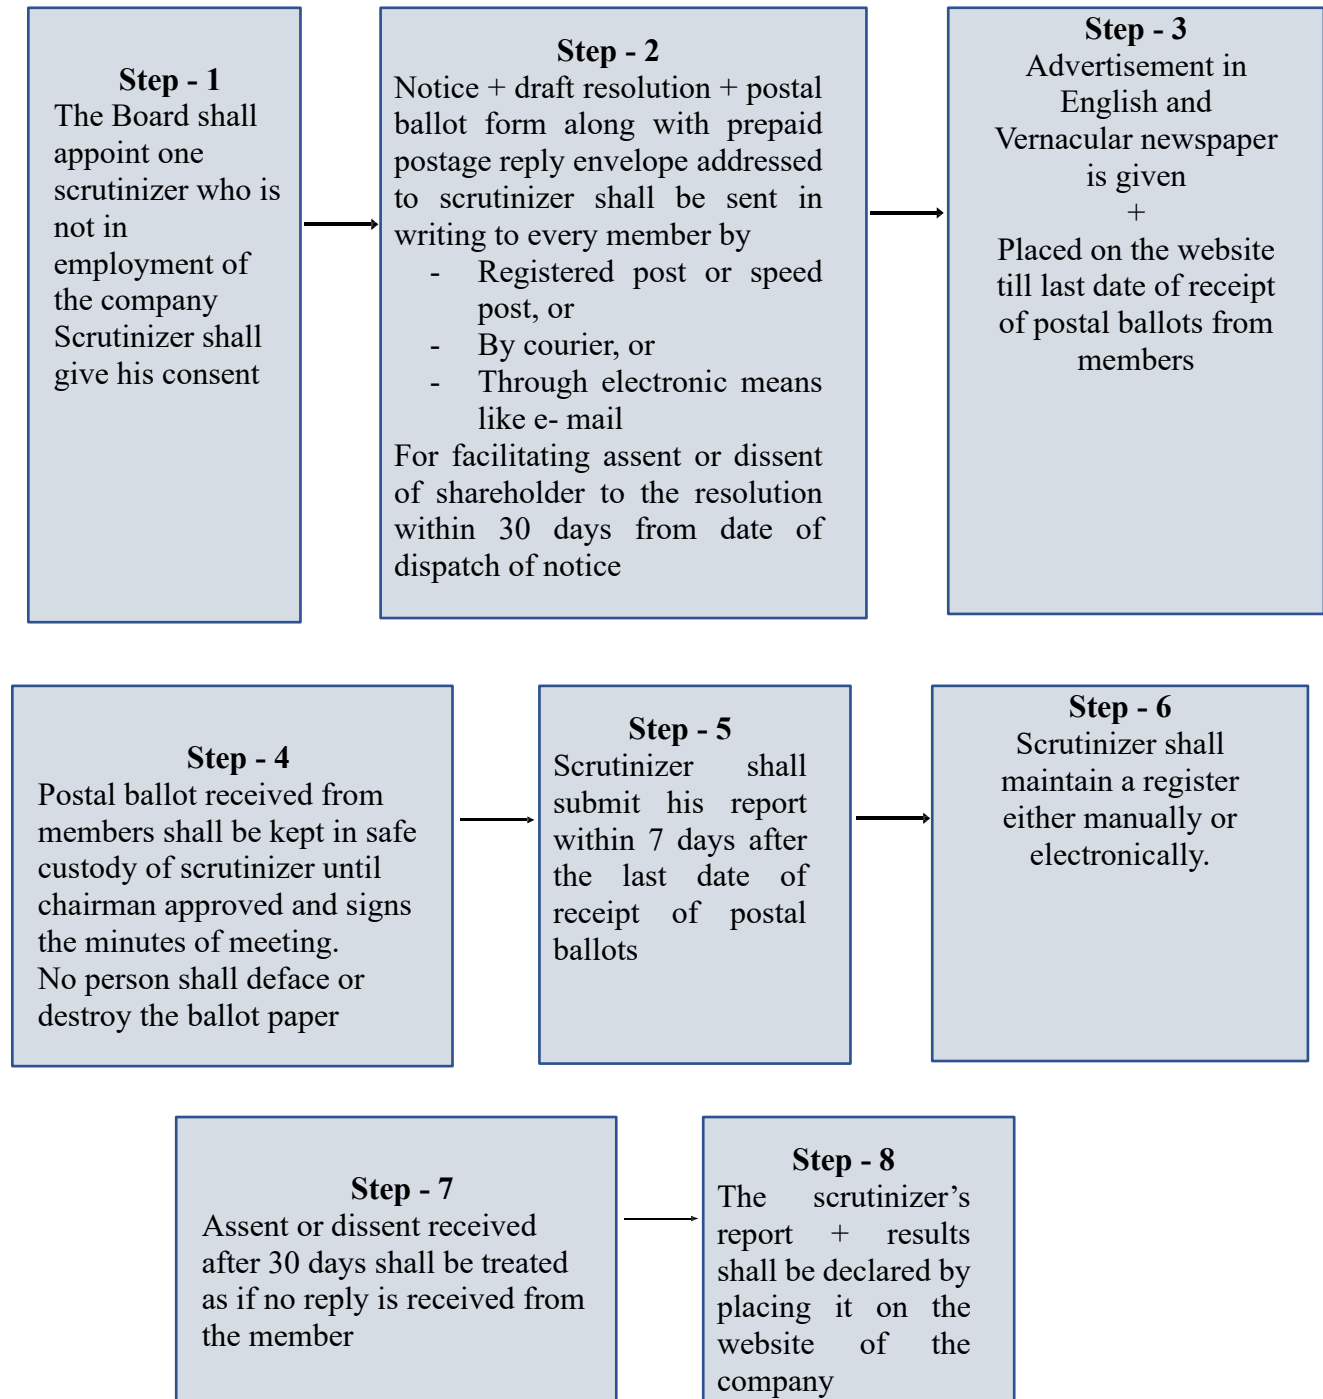 Step - 1
The Board shall
appoint one
scrutinizer who is
not in
employment of
the company
Scrutinizer shall
give his consent
Step - 2
Notice + draft resolution + postal
ballot form along with prepaid
postage reply envelope addressed
to scrutinizer shall be sent in
writing to every member by
- Registered post or speed
post, or
- By courier, or
- Through electronic means
like e- mail
For facilitating assent or dissent
of shareholder to the resolution
within 30 days from date of
dispatch of notice
Step - 3
Advertisement in
English and
Vernacular newspaper
is given
+
Placed on the website
till last date of receipt
of postal ballots from
members
Step - 4
Postal ballot received from
members shall be kept in safe
custody of scrutinizer until
chairman approved and signs
the minutes of meeting.
No person shall deface or
destroy the ballot paper
Step - 5
Scrutinizer shall
submit his report
within 7 days after
the last date of
receipt of postal
ballots
Step - 6
Scrutinizer shall
maintain a register
either manually or
electronically.
Step - 7
Assent or dissent received
after 30 days shall be treated
as if no reply is received from
the member
Step - 8
The scrutinizer’s
report + results
shall be declared by
placing it on the
website of the
company